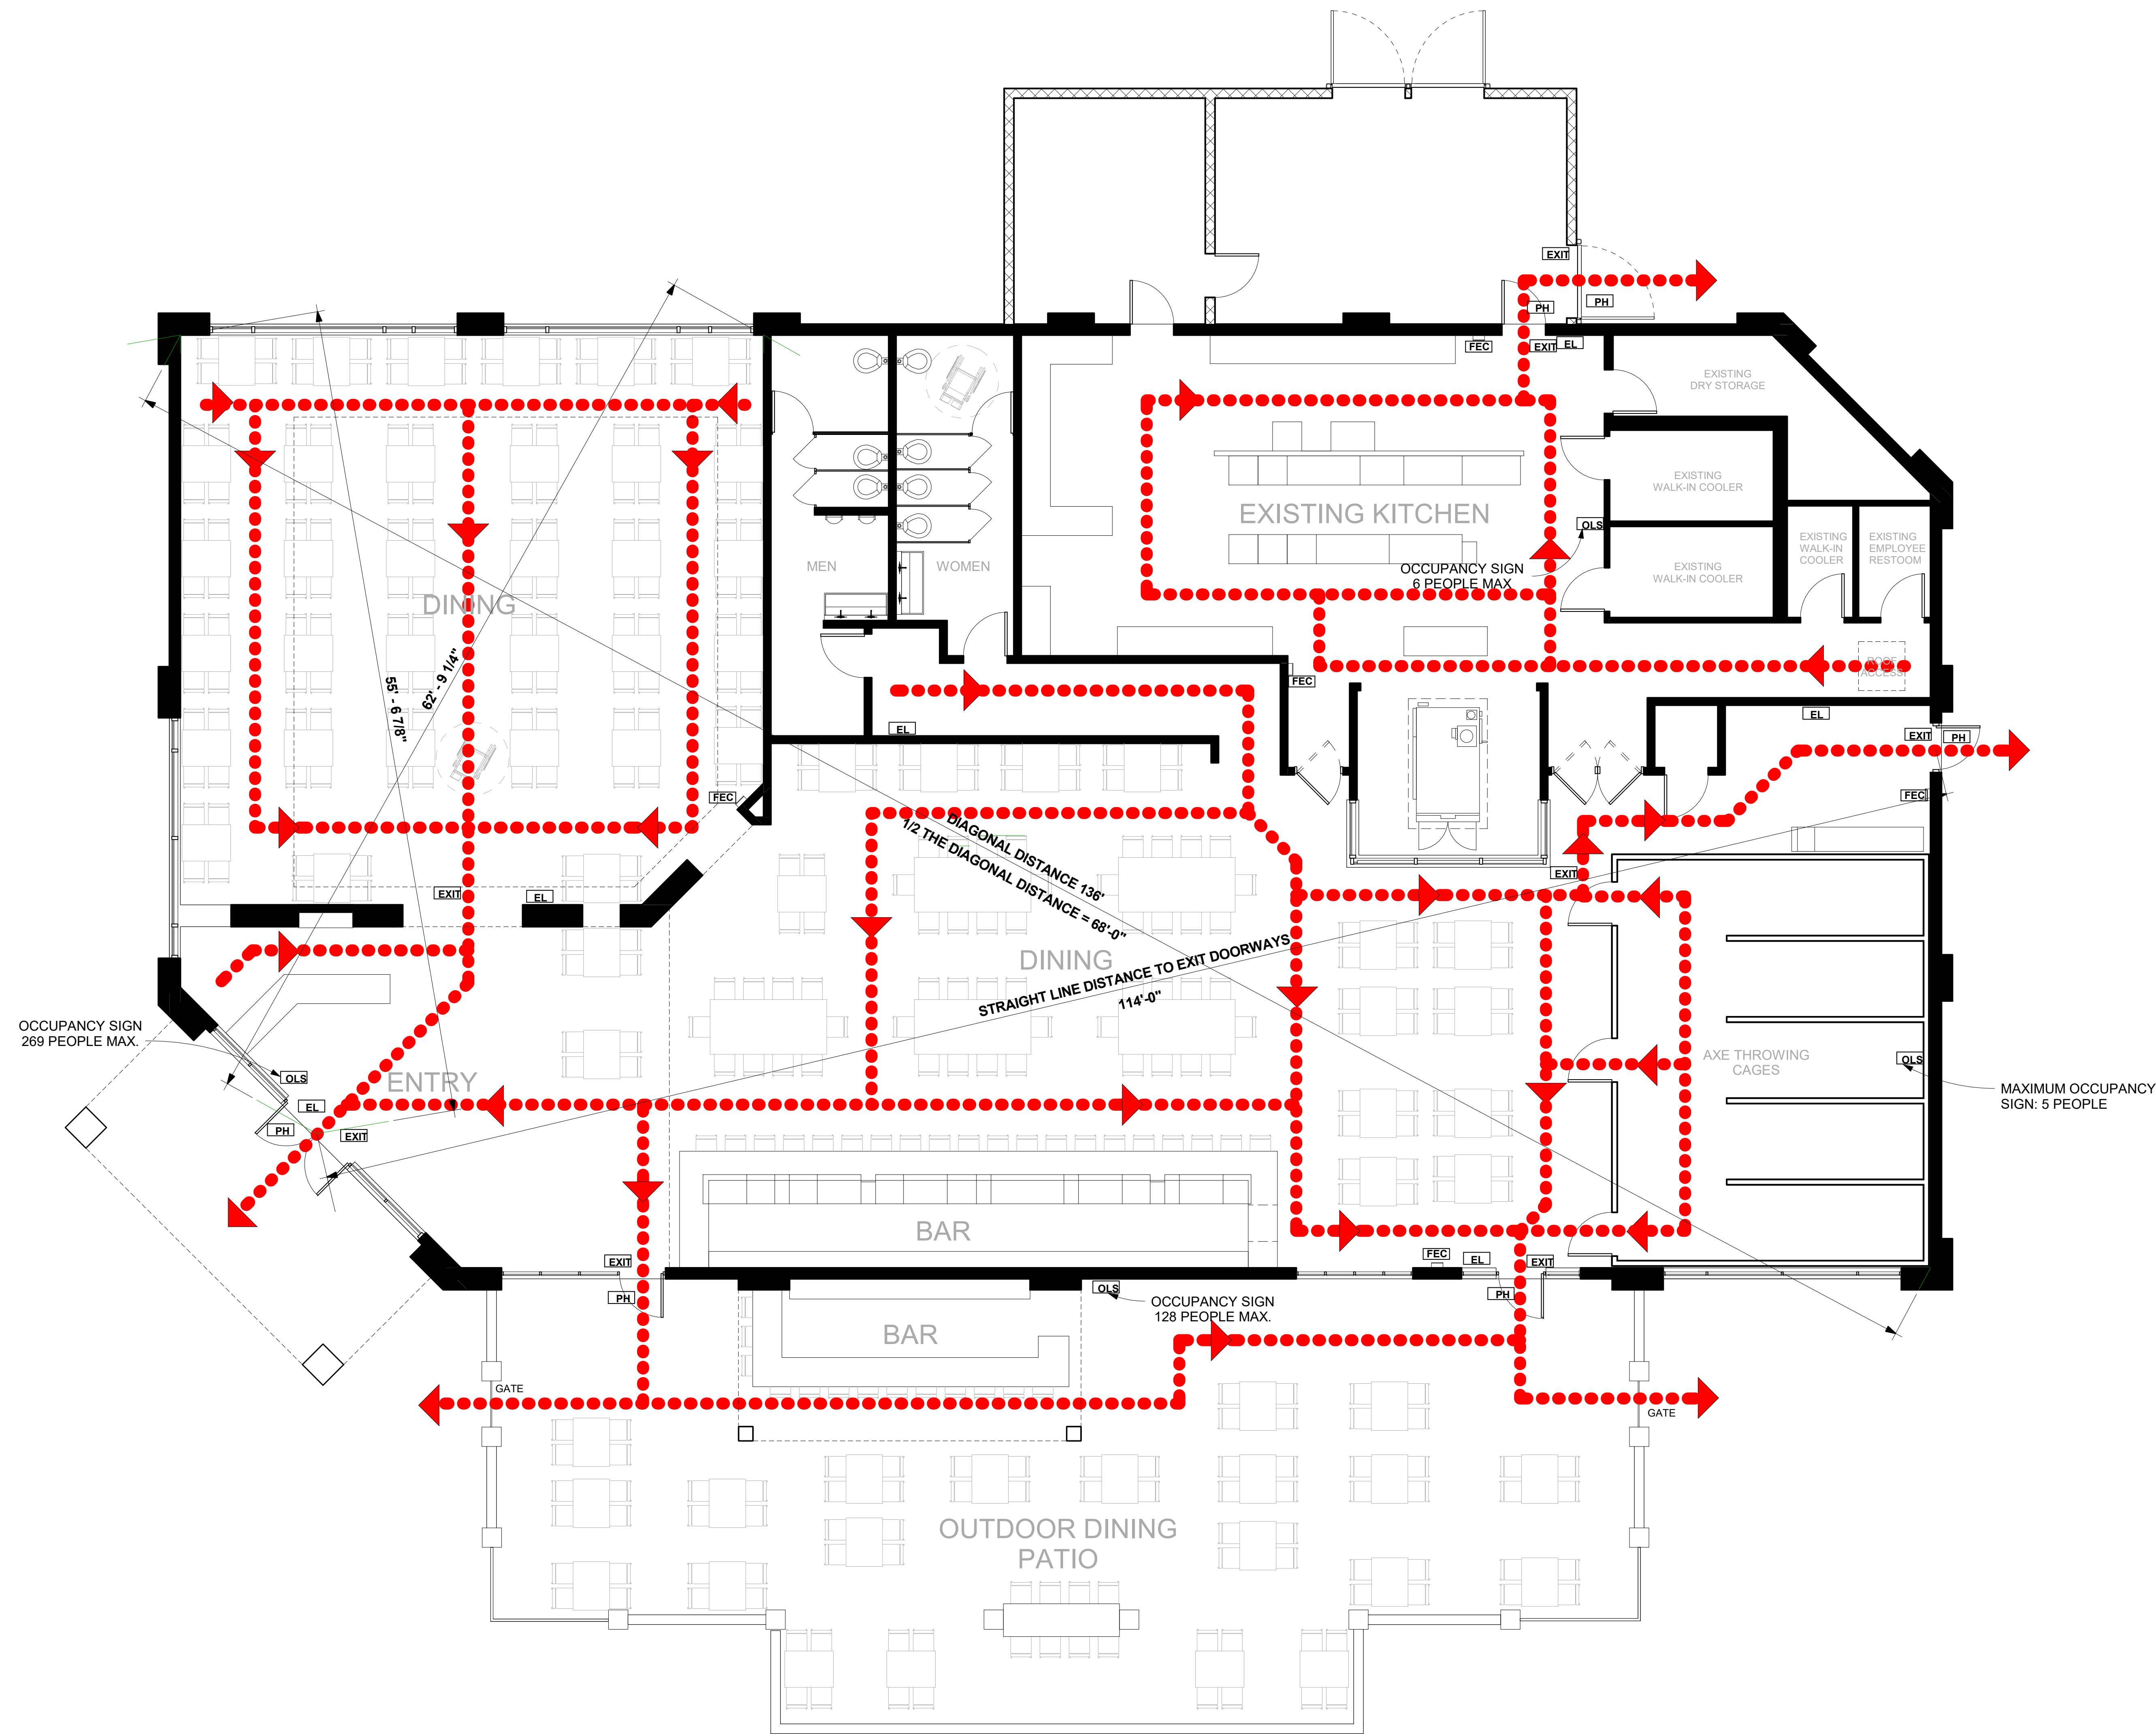 EXIT
PH
PH
FEC
EXIT
EL
EXISTING
DRY STORAGE
EXISTING
WALK-IN COOLER
EXISTING KITCHEN
OLS
OCCUPANCY SIGN
6 PEOPLE MAX
EXISTING
WALK-IN COOLER
EXISTING
WALK-IN
COOLER
EXISTING
EMPLOYEE
RESTOOM
MEN
WOMEN
DINING
55' - 6 7/8"
62' - 9 1/4"
ROOF
ACCESS
FEC
EL
EL
EXIT
PH
FEC
FEC
DIAGONAL DISTANCE 136'
1/2 THE DIAGONAL DISTANCE = 68'-0"
EXIT
EXIT
EL
DINING
STRAIGHT LINE DISTANCE TO EXIT DOORWAYS
114'-0"
OCCUPANCY SIGN
269 PEOPLE MAX.
OLS
ENTRY
EL
PH
EXIT
AXE THROWING
CAGES
OLS
MAXIMUM OCCUPANCY
SIGN: 5 PEOPLE
BAR
EXIT
PH
FEC
EL
EXIT
PH
OLS
OCCUPANCY SIGN
128 PEOPLE MAX.
BAR
GATE
GATE
OUTDOOR DINING
PATIO